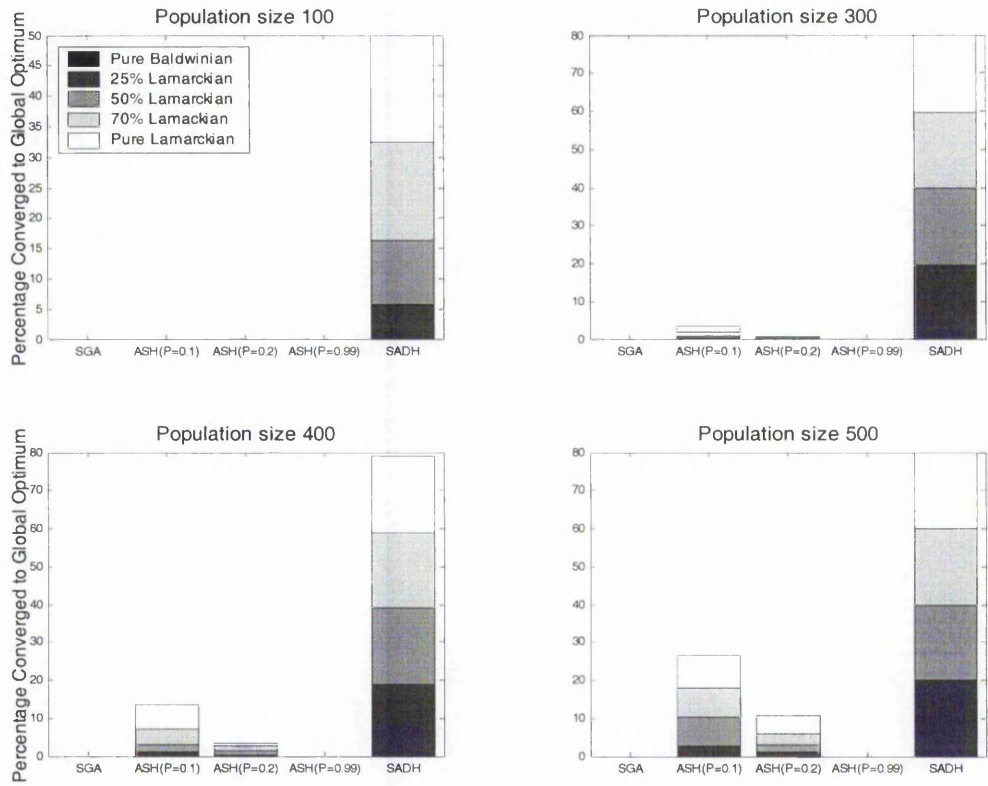 Population size 100
Percentage Converged to Global Optimum
50
45
40
35
30
25
20
15
10
5
0
Pure Baldwinian
25% Lamarckian
50% Lamarckian
70% Lamackian
Pure Lamarckian
SGA ASH(P=0.1) ASH(P=0.2) ASH(P=0.99) SADH
Population size 300
80
70
60
50
40
30
20
10
0
SGA ASH(P=0.1) ASH(P=0.2) ASH(P=0.99) SADH
Population size 400
Percentage Converged to Global Optimum
80
70
60
50
40
30
20
10
0
SGA ASH(P=0.1) ASH(P=0.2) ASH(P=0.99) SADH
Population size 500
80
70
60
50
40
30
20
10
0
SGA ASH(P=0.1) ASH(P=0.2) ASH(P=0.99) SADH